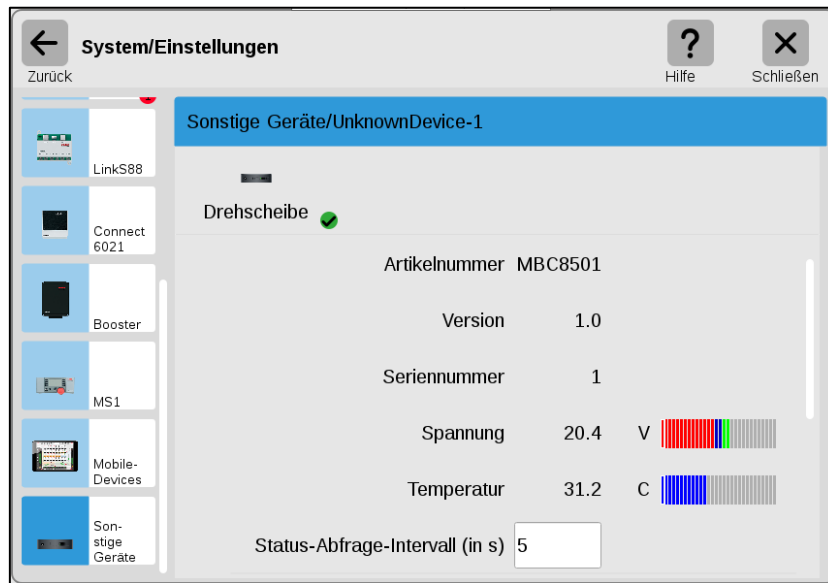 System/Einstellungen
Zurück
Hilfe
Schließen
Sonstige Geräte/UnknownDevice-1
LinkS88
Connect
6021
Booster
MS1
Mobile-
Devices
Son-
stige
Geräte
Drehscheibe
Artikelnummer MBC8501
Version 1.0
Seriennummer 1
Spannung 20.4 V
Temperatur 31.2 C
Status-Abfrage-Intervall (in s) 5